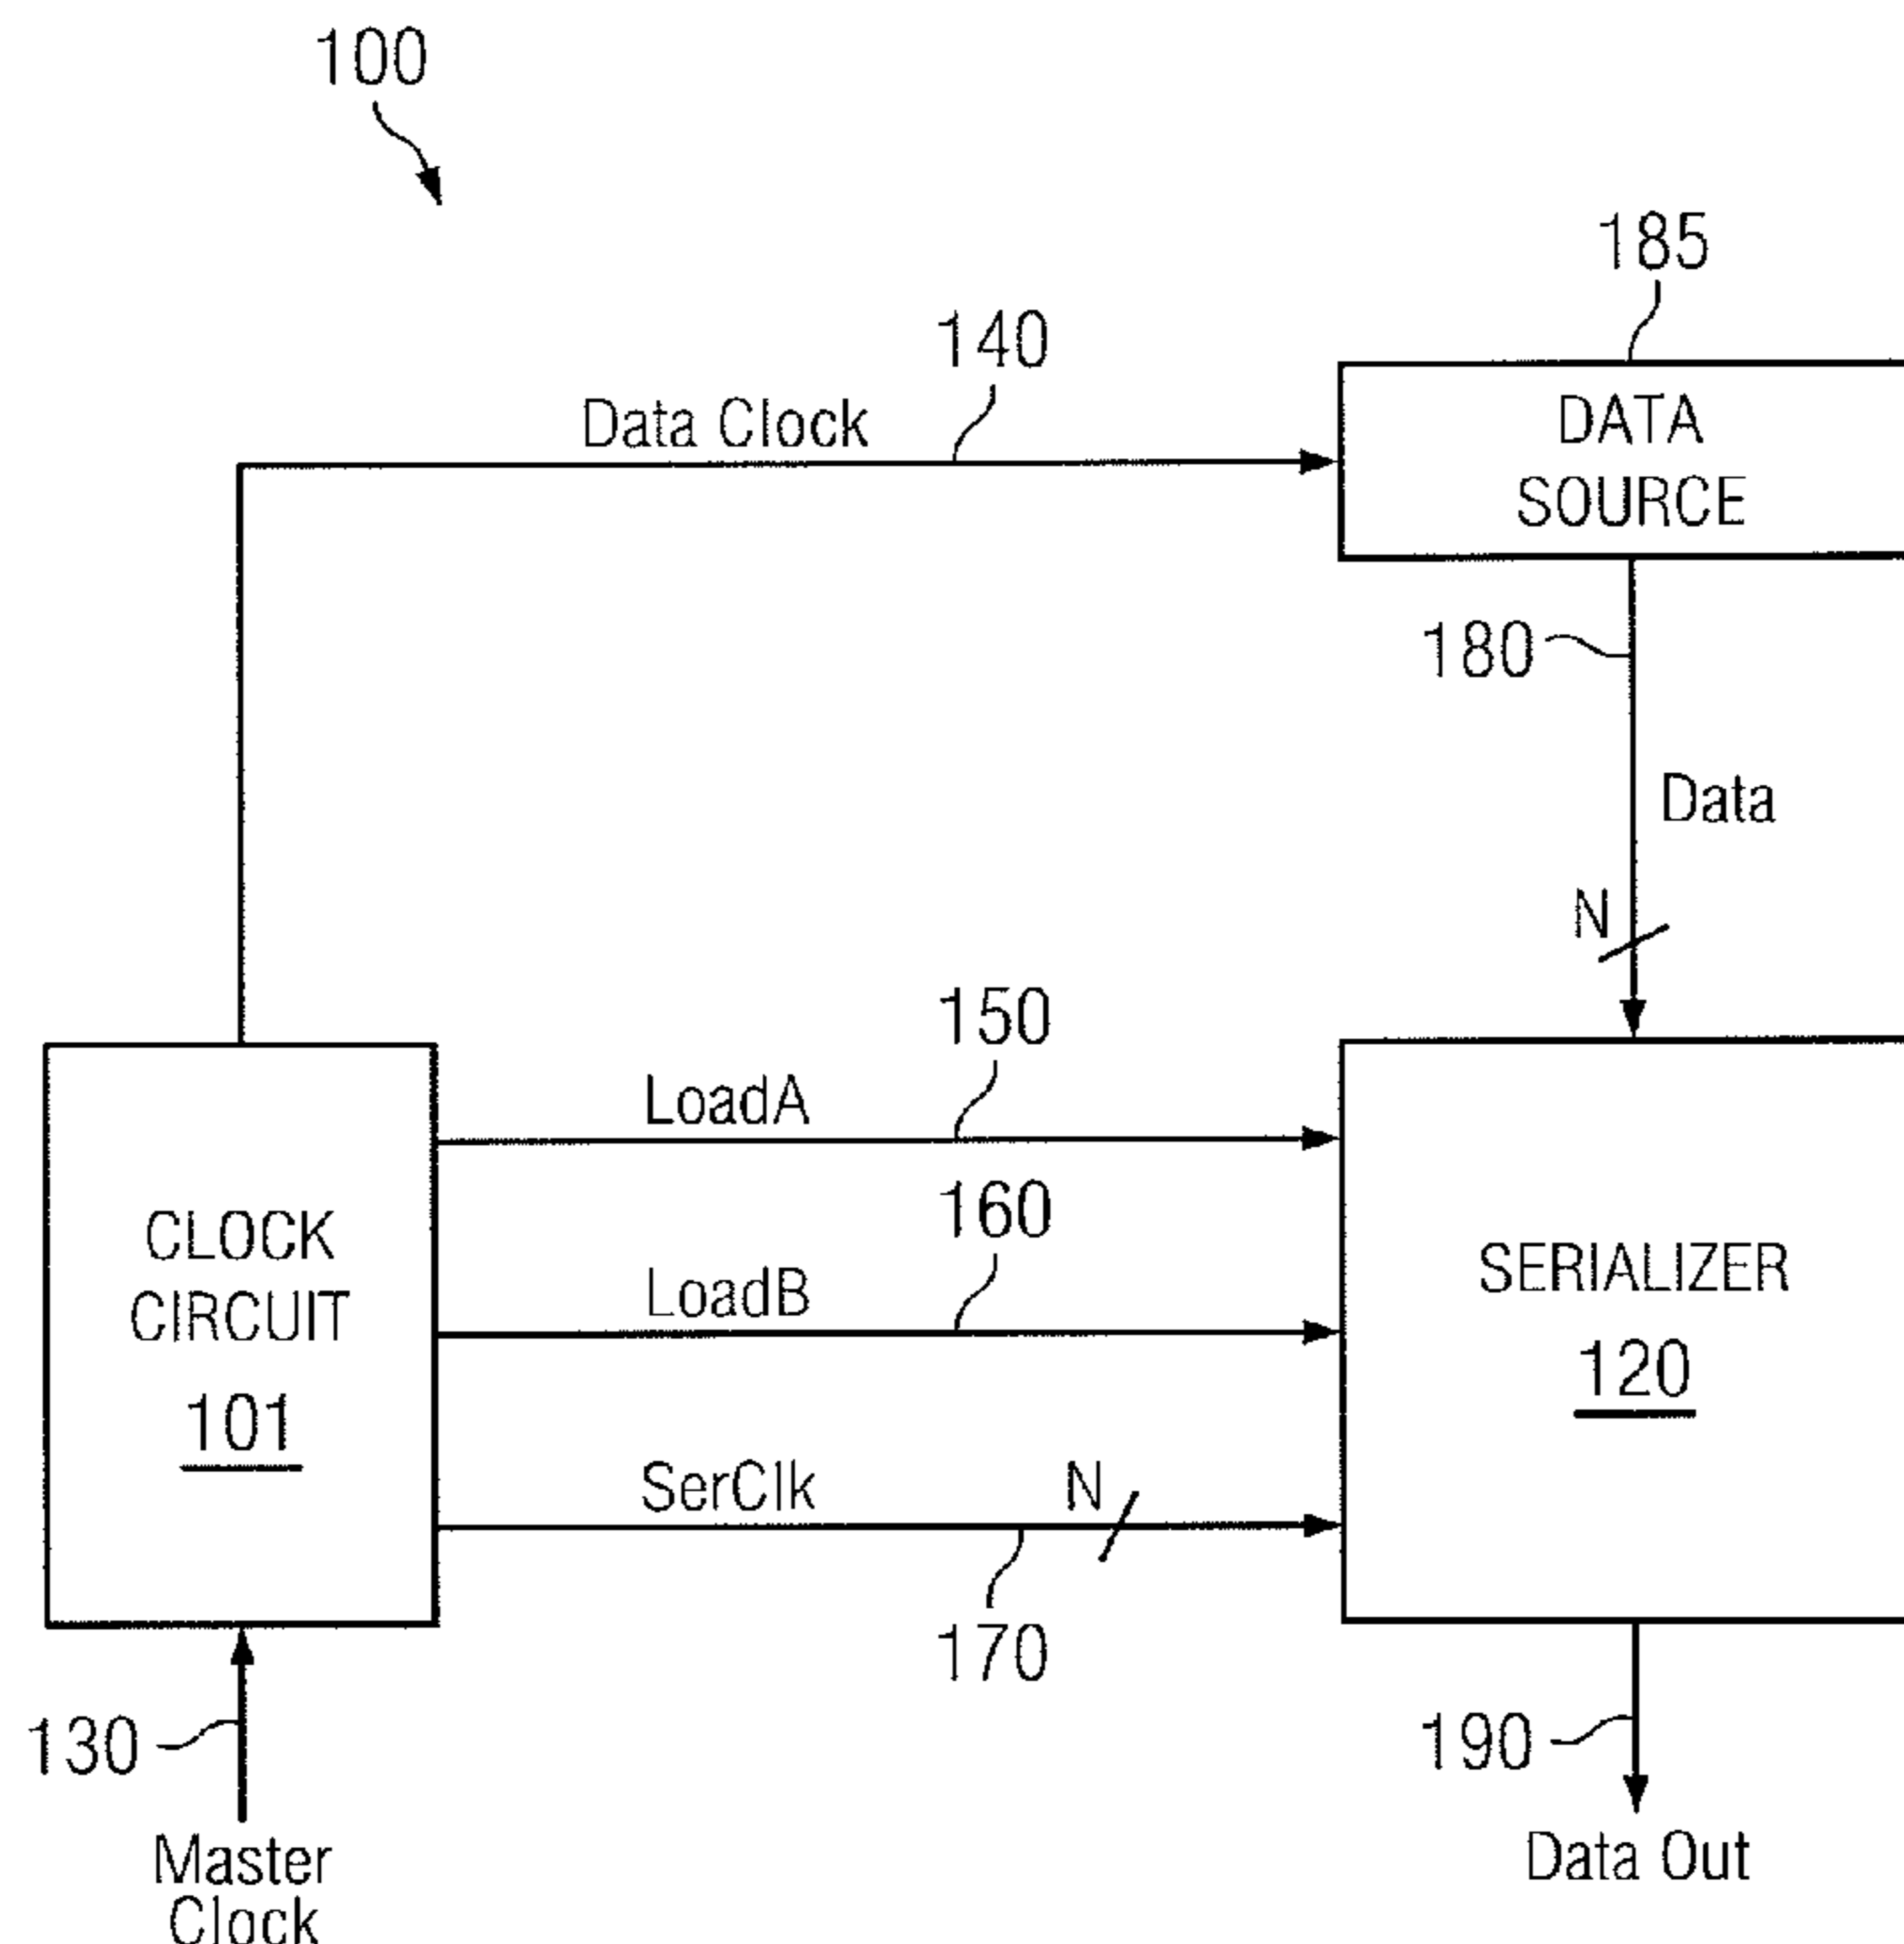 100
185
140
Data Clock
DATA
SOURCE
180
Data
N
150
LoadA
160
LoadB
CLOCK
CIRCUIT
101
SERIALIZER
120
SerClk
N
170
130
190
Master
Clock
Data Out